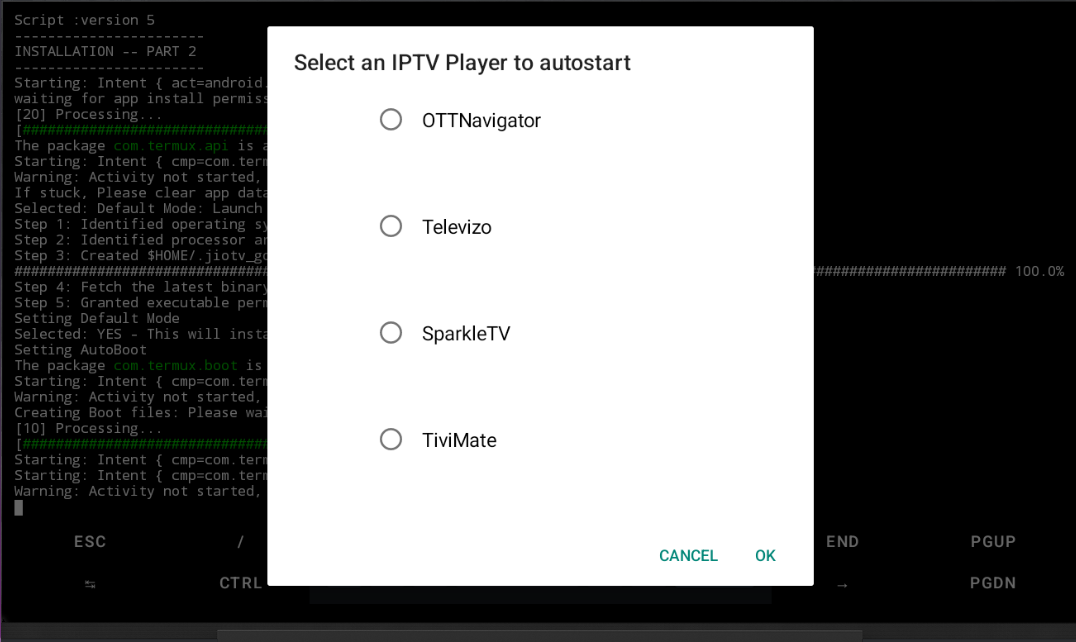 Script :version 5
-----------------------
INSTALLATION -- PART 2
-----------------------
Starting: Intent { act=android.
waiting for app install permiss
[20] Processing...
[##############################
The package com.termux.api is a
Starting: Intent { cmp=com.term
Warning: Activity not started,
If stuck, Please clear app data
Selected: Default Mode: Launch
Step 1: Identified operating sy
Step 2: Identified processor an
Step 3: Created $HOME/.jiotv_go
############################### ####################### 100.0%
Step 4: Fetch the latest binary
Step 5: Granted executable perm
Setting Default Mode
Selected: YES - This will insta
Setting AutoBoot
The package com.termux.boot is
Starting: Intent { cmp=com.term
Warning: Activity not started,
Creating Boot files: Please wai
[10] Processing...
[##############################
Starting: Intent { cmp=com.term
Starting: Intent { cmp=com.term
Warning: Activity not started,
Select an IPTV Player to autostart
OTTNavigator
Televizo
SparkleTV
TiviMate
CANCEL OK
ESC / END PGUP
↹ CTRL → PGDN